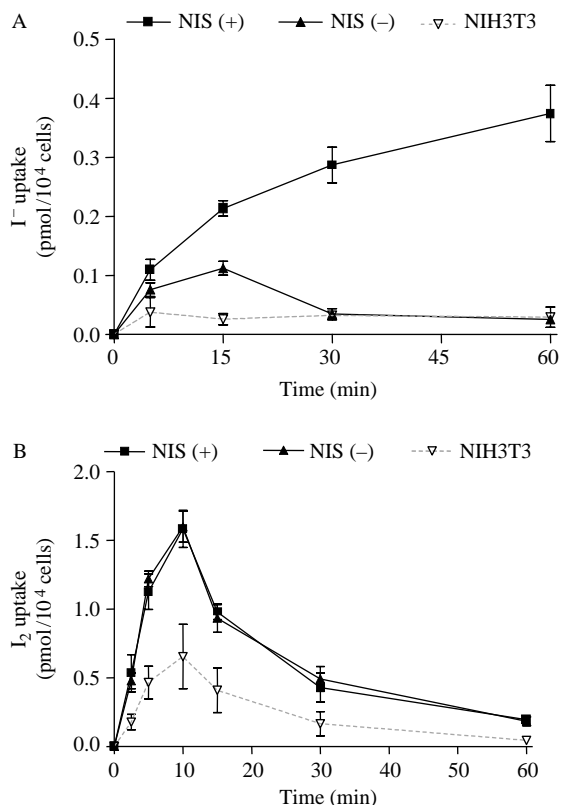 A
NIS (+) NIS (–) NIH3T3
0.5
0.4
0.3
0.2
0.1
0.0
I⁻ uptake
(pmol/10⁴ cells)
0 15 30 45 60
Time (min)
B
NIS (+) NIS (–) NIH3T3
2.0
1.5
1.0
0.5
0.0
I₂ uptake
(pmol/10⁴ cells)
0 10 20 30 40 50 60
Time (min)